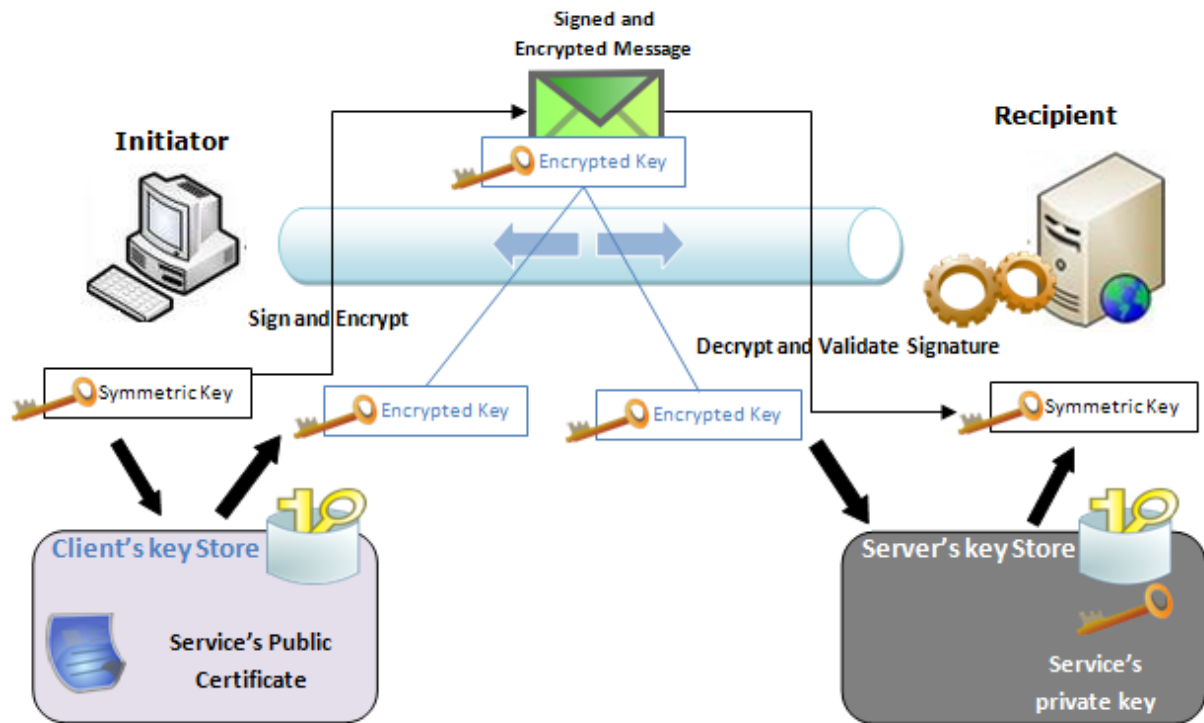 Signed and
Encrypted Message
Initiator
Recipient
Encrypted Key
Sign and Encrypt
Decrypt and Validate Signature
Symmetric Key
Encrypted Key
Encrypted Key
Symmetric Key
Client's key Store
Server's key Store
Service's Public
Certificate
Service's
private key